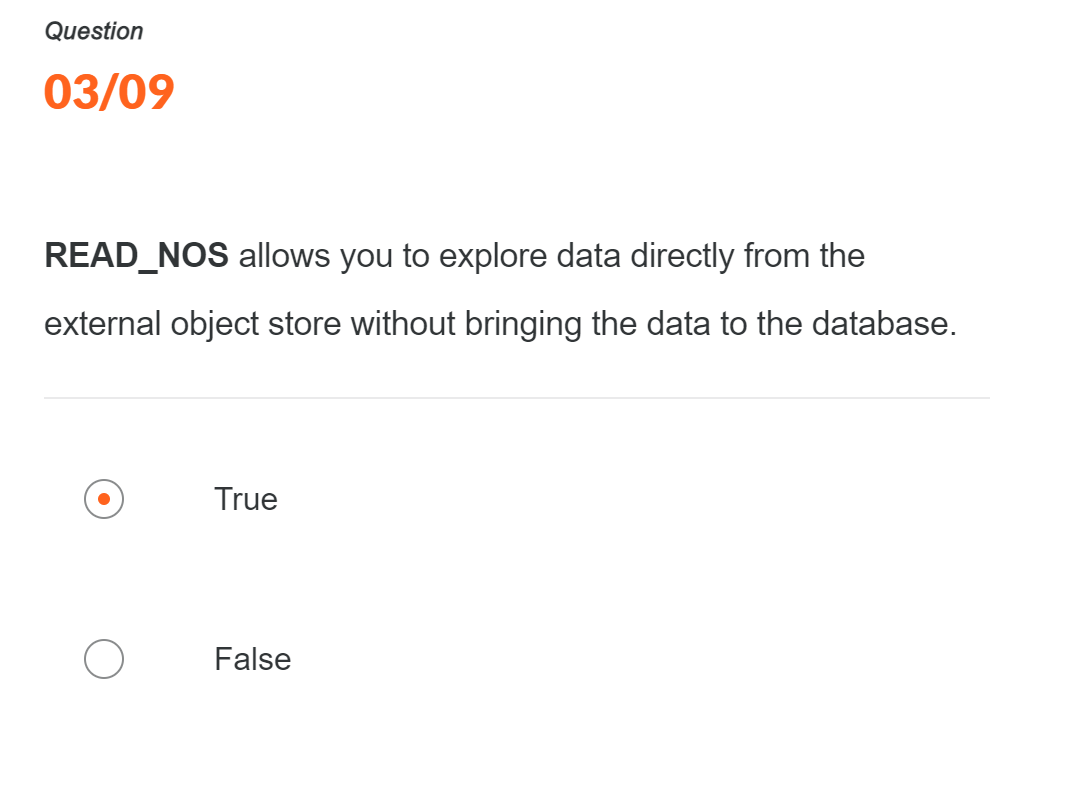 Question
03/09
READ_NOS allows you to explore data directly from the
external object store without bringing the data to the database.
True
False